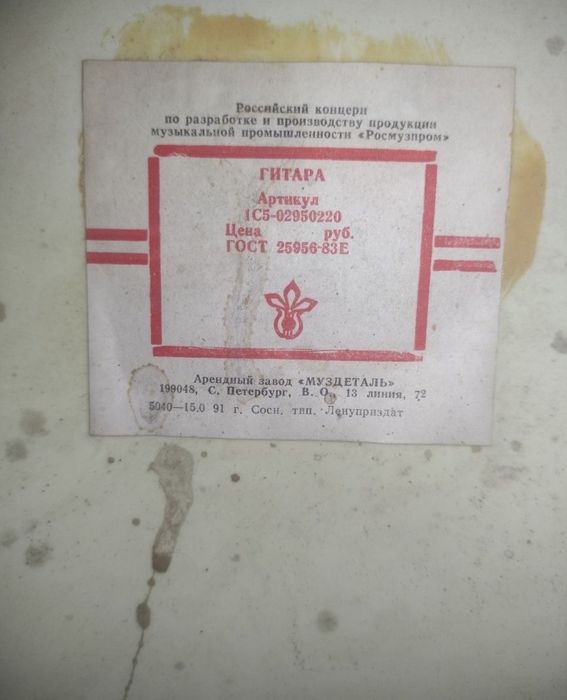 Российский концерн
по разработке и производству продукции
музыкальной промышленности «Росмузпром»
ГИТАРА
Артикул
1С5-02950220
Цена руб.
ГОСТ 25956-83Е
Арендный завод «МУЗДЕТАЛЬ»
199048, С. Петербург, В. О., 13 линия, 72
5040—15.0 91 г. Сосн. тип. Ленуприздат